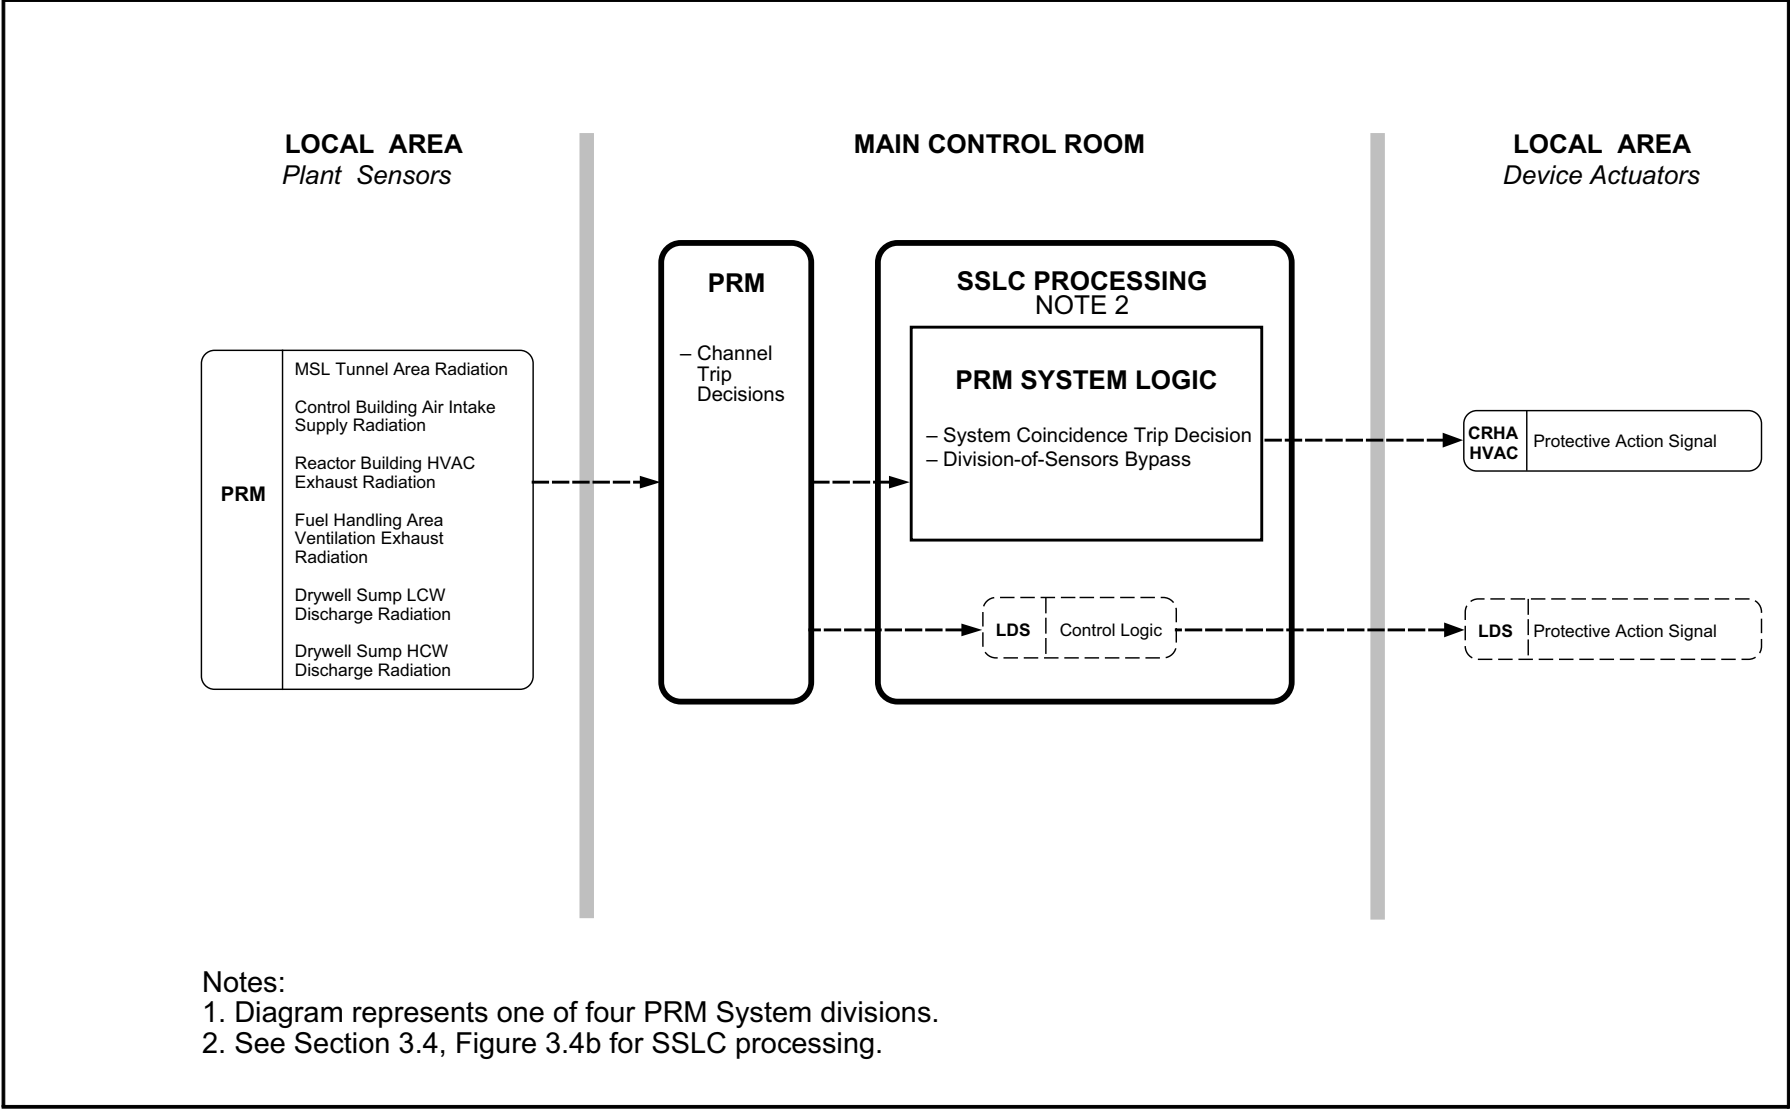 LOCAL AREA
Plant Sensors
MAIN CONTROL ROOM
LOCAL AREA
Device Actuators
PRM
MSL Tunnel Area Radiation
Control Building Air Intake
Supply Radiation
Reactor Building HVAC
Exhaust Radiation
Fuel Handling Area
Ventilation Exhaust
Radiation
Drywell Sump LCW
Discharge Radiation
Drywell Sump HCW
Discharge Radiation
PRM
– Channel
Trip
Decisions
SSLC PROCESSING
NOTE 2
PRM SYSTEM LOGIC
– System Coincidence Trip Decision
– Division-of-Sensors Bypass
LDS
Control Logic
CRHA
HVAC
Protective Action Signal
LDS
Protective Action Signal
Notes:
1. Diagram represents one of four PRM System divisions.
2. See Section 3.4, Figure 3.4b for SSLC processing.